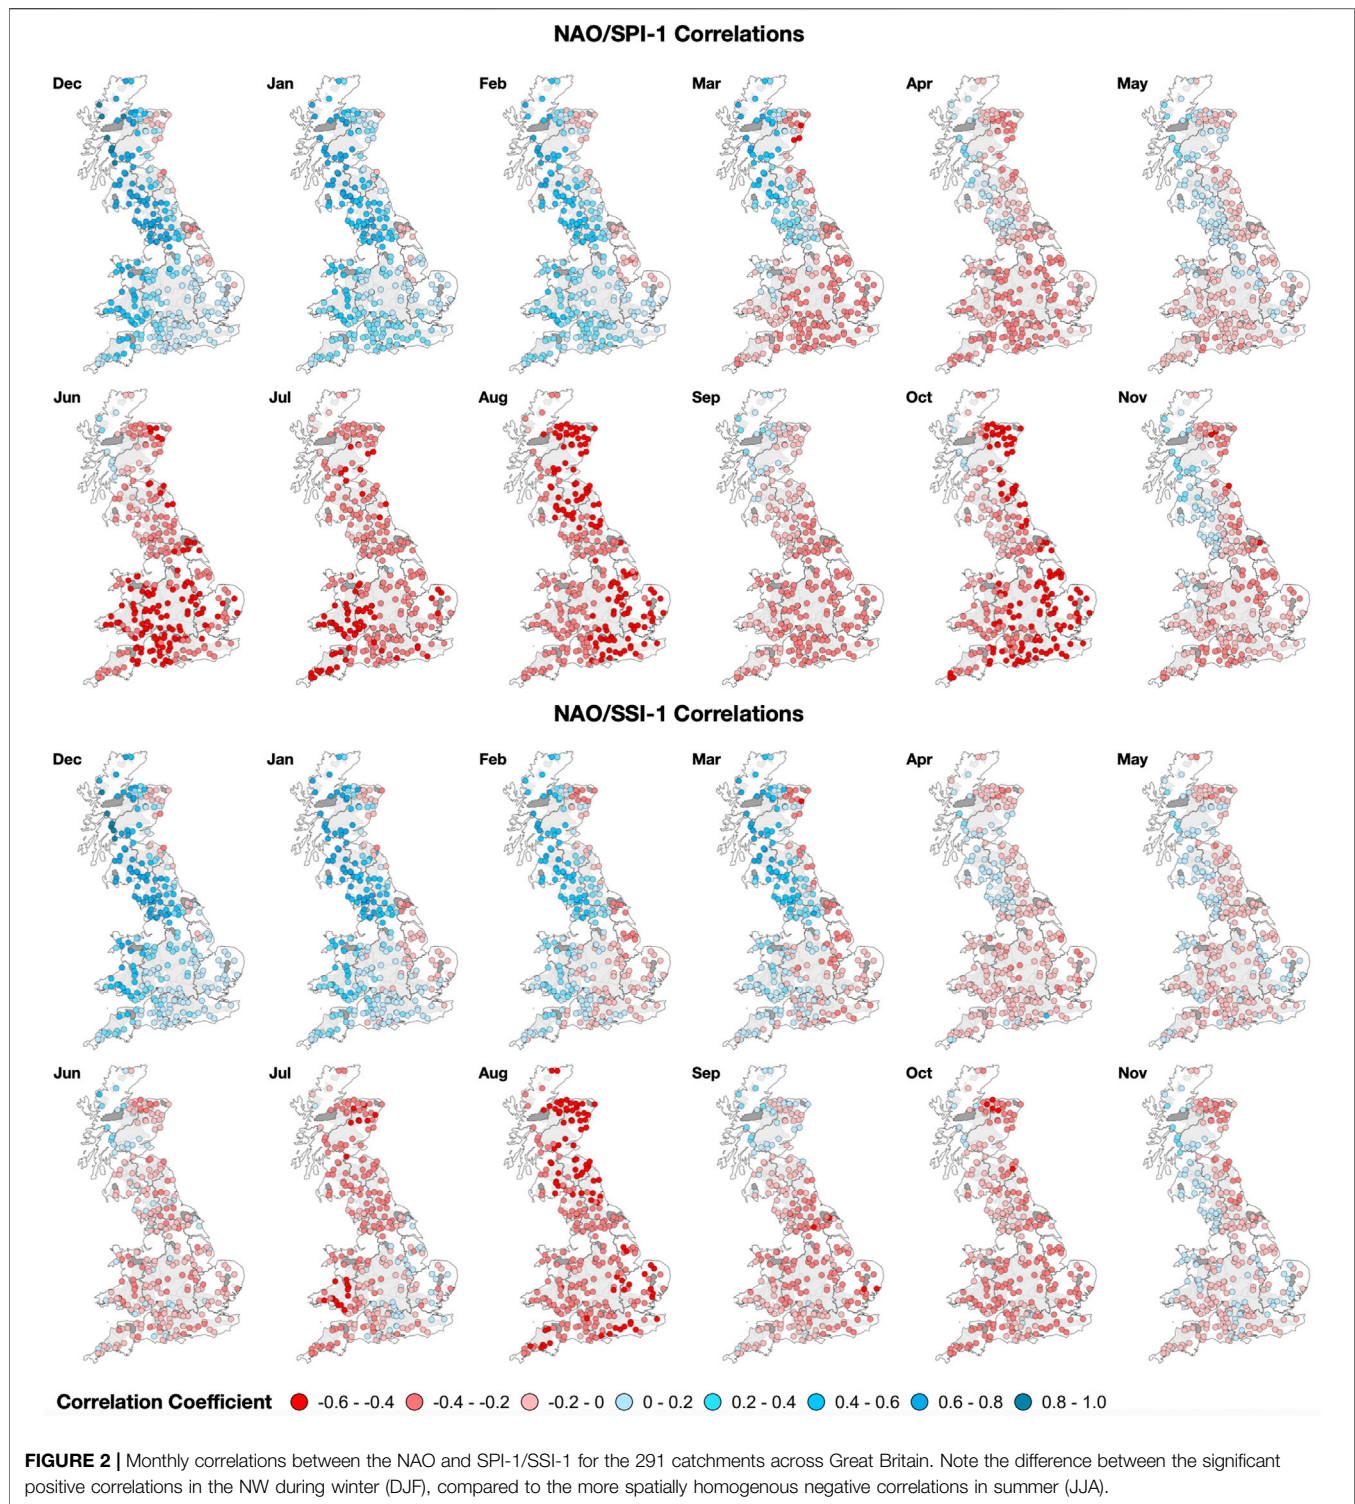 NAO/SPI-1 Correlations
Dec
Jan
Feb
Mar
Apr
May
Jun
Jul
Aug
Sep
Oct
Nov
NAO/SSI-1 Correlations
Dec
Jan
Feb
Mar
Apr
May
Jun
Jul
Aug
Sep
Oct
Nov
Correlation Coefficient -0.6 - -0.4 -0.4 - -0.2 -0.2 - 0 0 - 0.2 0.2 - 0.4 0.4 - 0.6 0.6 - 0.8 0.8 - 1.0
FIGURE 2 | Monthly correlations between the NAO and SPI-1/SSI-1 for the 291 catchments across Great Britain. Note the difference between the significant
positive correlations in the NW during winter (DJF), compared to the more spatially homogenous negative correlations in summer (JJA).